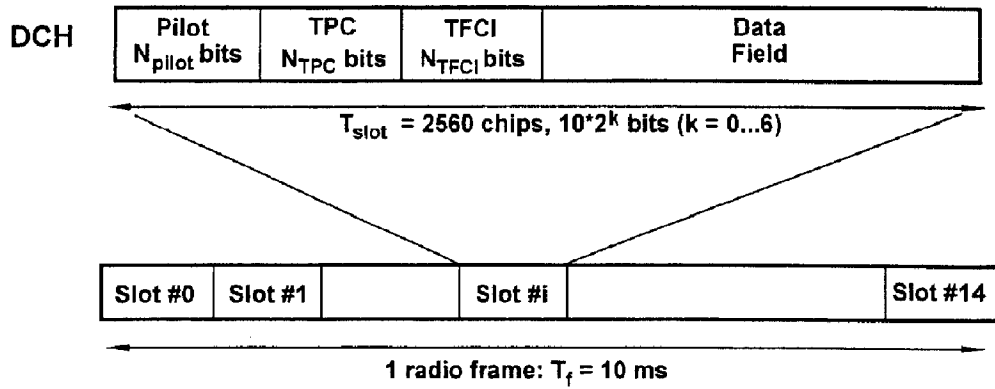 DCH
Pilot
N_pilot bits
TPC
N_TPC bits
TFCI
N_TFCI bits
Data
Field
T_slot = 2560 chips, 10*2^k bits (k = 0...6)
Slot #0 Slot #1 Slot #i Slot #14
1 radio frame: T_f = 10 ms